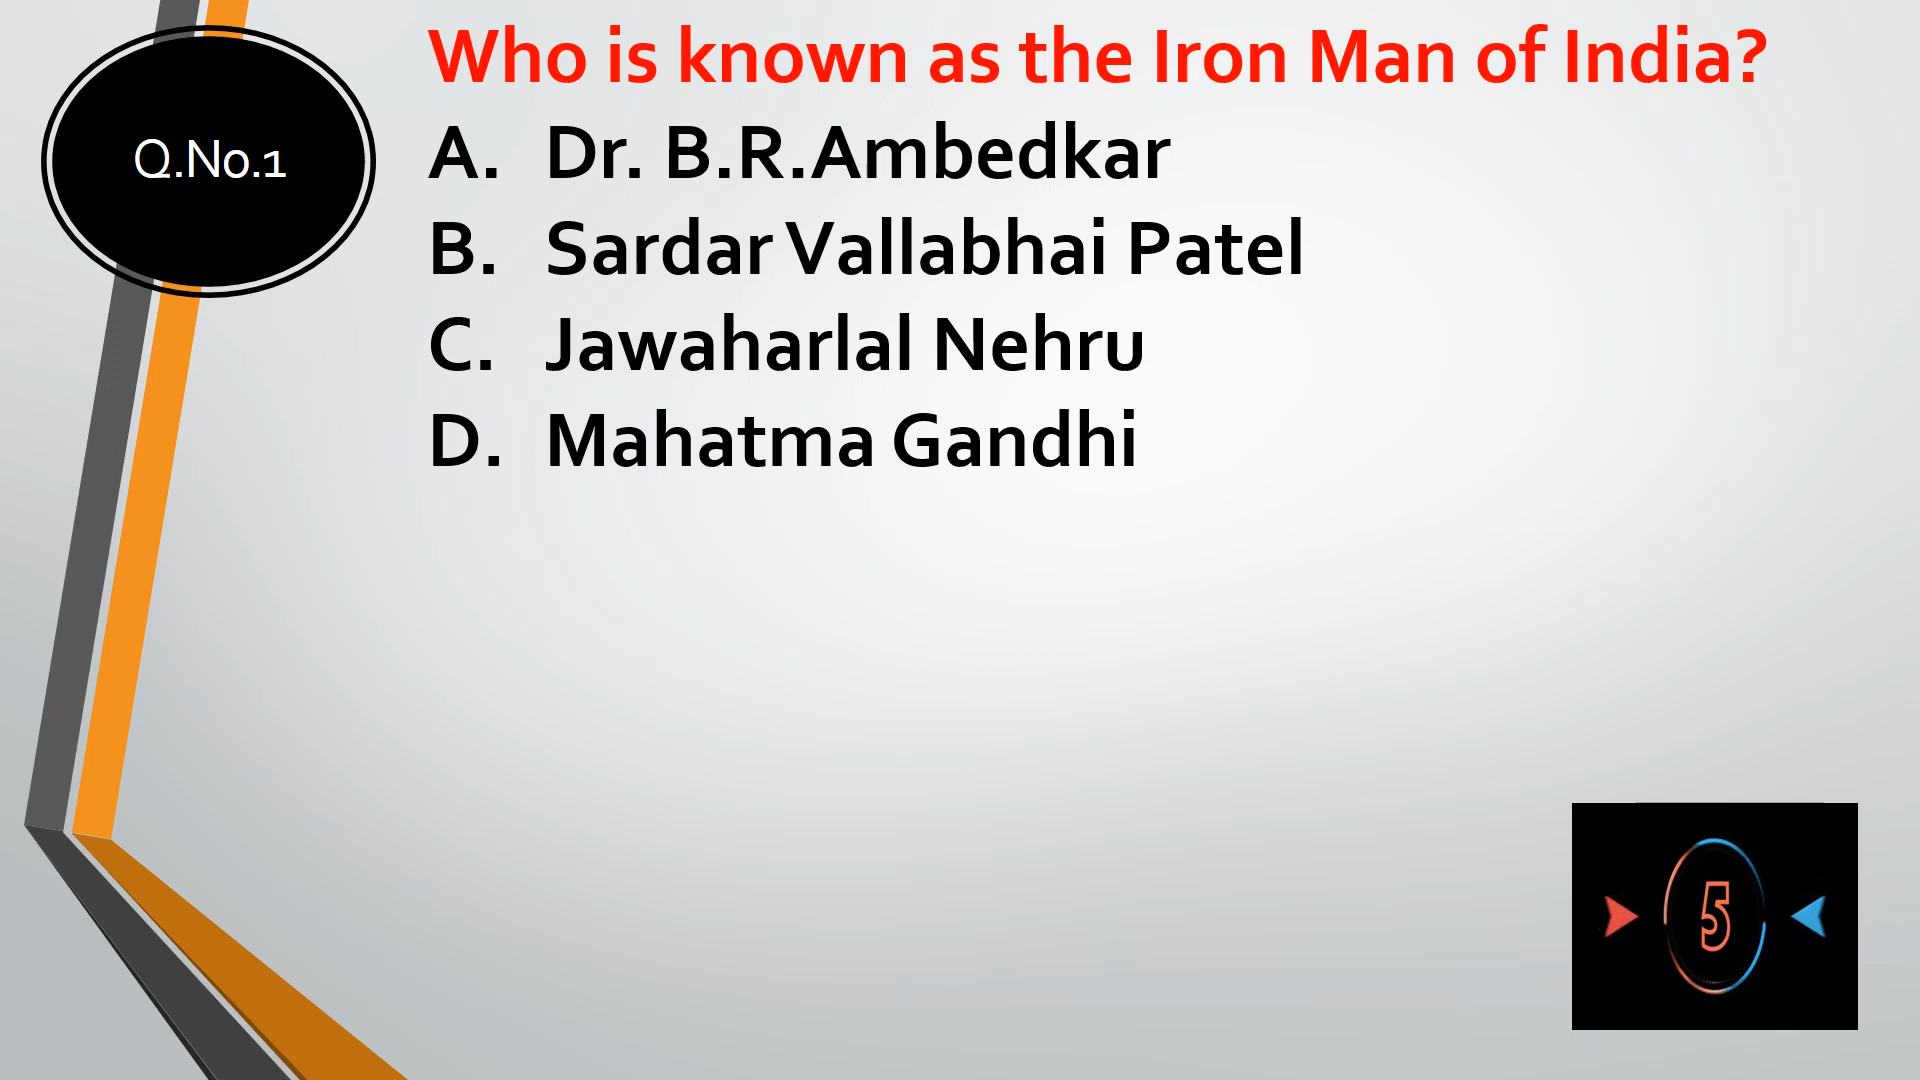 Q.No.1
Who is known as the Iron Man of India?
A. Dr. B.R.Ambedkar
B. Sardar Vallabhai Patel
C. Jawaharlal Nehru
D. Mahatma Gandhi
5